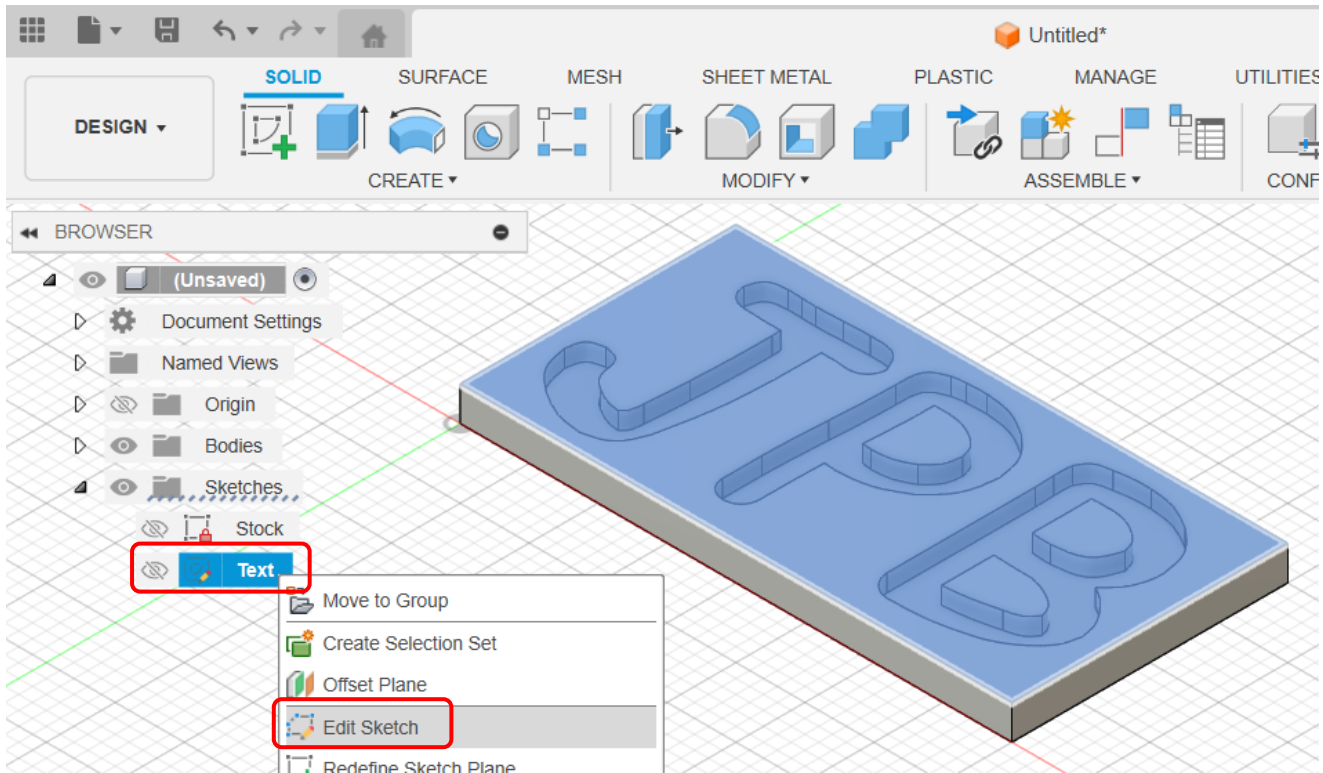 Untitled*
SOLID SURFACE MESH SHEET METAL PLASTIC MANAGE UTILITIES
DESIGN
CREATE MODIFY ASSEMBLE CONF
BROWSER
(Unsaved)
Document Settings
Named Views
Origin
Bodies
Sketches
Stock
Text
Move to Group
Create Selection Set
Offset Plane
Edit Sketch
Redefine Sketch Plane
JPB